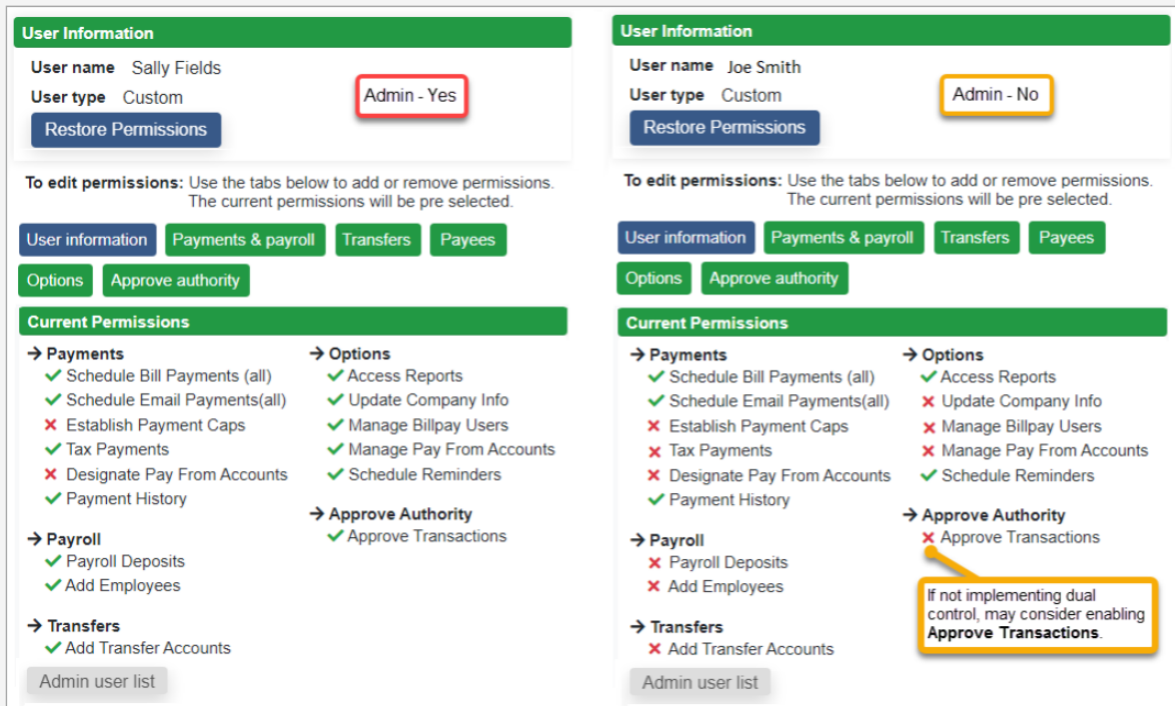 User Information
User name Sally Fields
User type Custom
Admin - Yes
Restore Permissions
To edit permissions: Use the tabs below to add or remove permissions.
The current permissions will be pre selected.
User information Payments & payroll Transfers Payees
Options Approve authority
Current Permissions
→ Payments
✓ Schedule Bill Payments (all)
✓ Schedule Email Payments(all)
✗ Establish Payment Caps
✓ Tax Payments
✗ Designate Pay From Accounts
✓ Payment History
→ Payroll
✓ Payroll Deposits
✓ Add Employees
→ Transfers
✓ Add Transfer Accounts
→ Options
✓ Access Reports
✓ Update Company Info
✓ Manage Billpay Users
✓ Manage Pay From Accounts
✓ Schedule Reminders
→ Approve Authority
✓ Approve Transactions
Admin user list
User Information
User name Joe Smith
User type Custom
Admin - No
Restore Permissions
To edit permissions: Use the tabs below to add or remove permissions.
The current permissions will be pre selected.
User information Payments & payroll Transfers Payees
Options Approve authority
Current Permissions
→ Payments
✓ Schedule Bill Payments (all)
✓ Schedule Email Payments(all)
✗ Establish Payment Caps
✗ Tax Payments
✗ Designate Pay From Accounts
✓ Payment History
→ Payroll
✗ Payroll Deposits
✗ Add Employees
→ Transfers
✗ Add Transfer Accounts
→ Options
✓ Access Reports
✗ Update Company Info
✗ Manage Billpay Users
✗ Manage Pay From Accounts
✓ Schedule Reminders
→ Approve Authority
✗ Approve Transactions
If not implementing dual
control, may consider enabling
Approve Transactions.
Admin user list